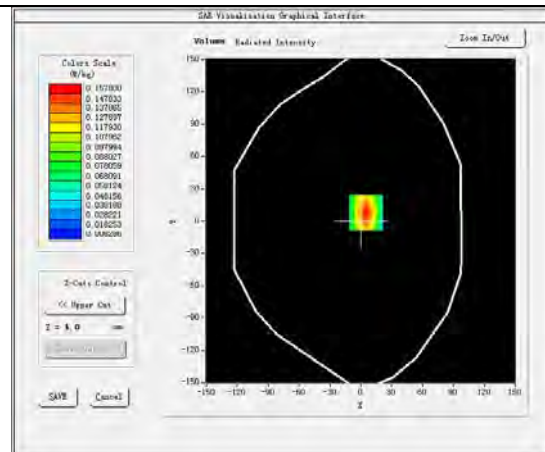 SAR Visualisation Graphical Interface
Volume Radiated Intensity
Zoom In/Out
Colors Scale
(W/kg)
0.157800
0.147833
0.137865
0.127897
0.117930
0.107962
0.097994
0.088027
0.078059
0.068091
0.058124
0.048156
0.038188
0.028221
0.018253
0.008286
150
120
90
60
30
0
-30
-60
-90
-120
-150
Y
-150 -120 -90 -60 -30 0 30 60 90 120 150
X
Z-Cuts Control
<< Upper Cut
Z = 4.0 mm
SAVE
Cancel